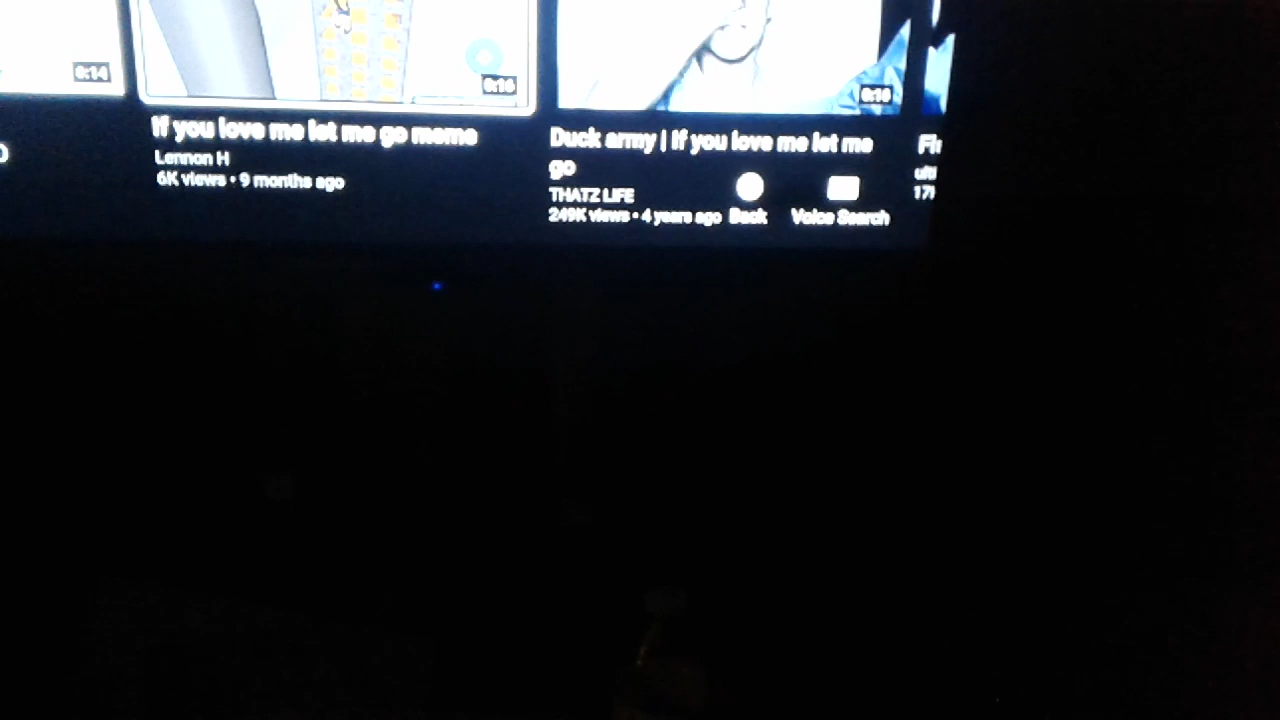 0:14
0:16
0:16
If you love me let me go meme
Lennon H
6K views • 9 months ago
Duck army | If you love me let me
go
THATZ LIFE
249K views • 4 years ago
Back
Voice Search